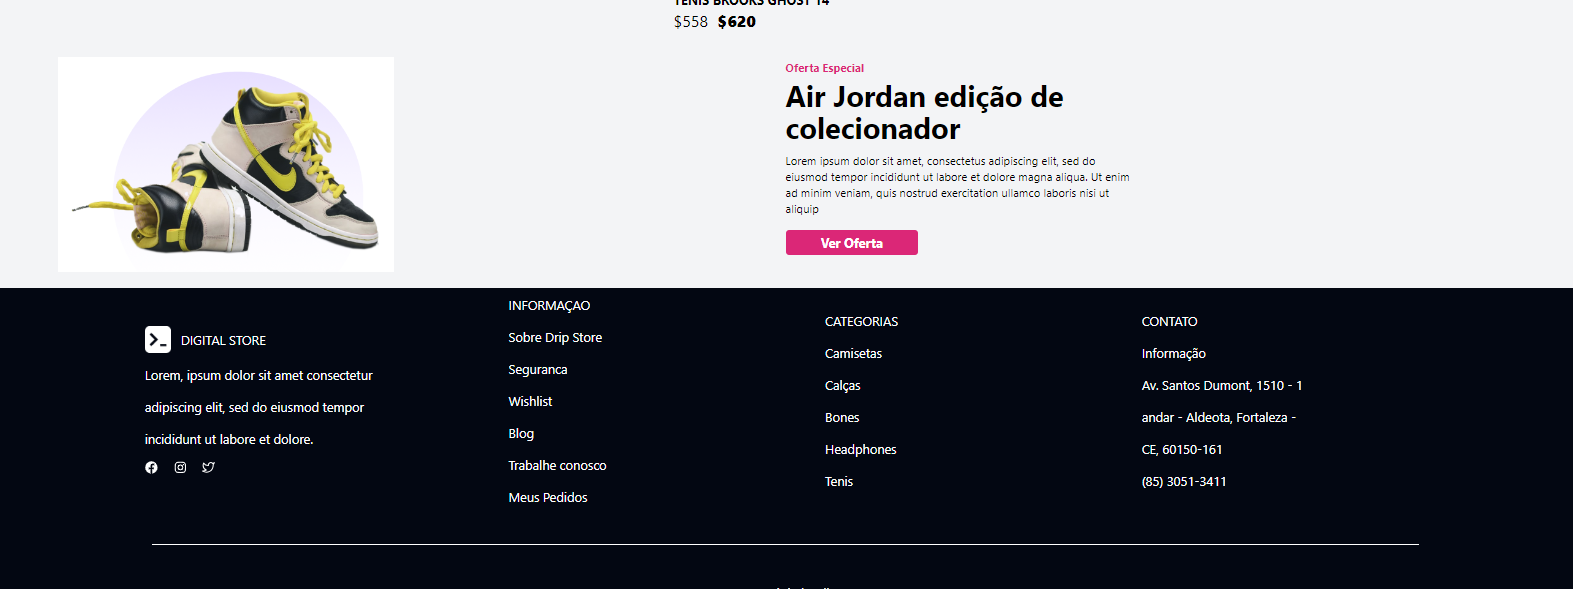 TENIS BROOKS GHOST 14
$558 $620
Oferta Especial
Air Jordan edição de
colecionador
Lorem ipsum dolor sit amet, consectetus adipiscing elit, sed do
eiusmod tempor incididunt ut labore et dolore magna aliqua. Ut enim
ad minim veniam, quis nostrud exercitation ullamco laboris nisi ut
aliquip
Ver Oferta
DIGITAL STORE
Lorem, ipsum dolor sit amet consectetur
adipiscing elit, sed do eiusmod tempor
incididunt ut labore et dolore.
INFORMAÇAO
Sobre Drip Store
Seguranca
Wishlist
Blog
Trabalhe conosco
Meus Pedidos
CATEGORIAS
Camisetas
Calças
Bones
Headphones
Tenis
CONTATO
Informação
Av. Santos Dumont, 1510 - 1
andar - Aldeota, Fortaleza -
CE, 60150-161
(85) 3051-3411